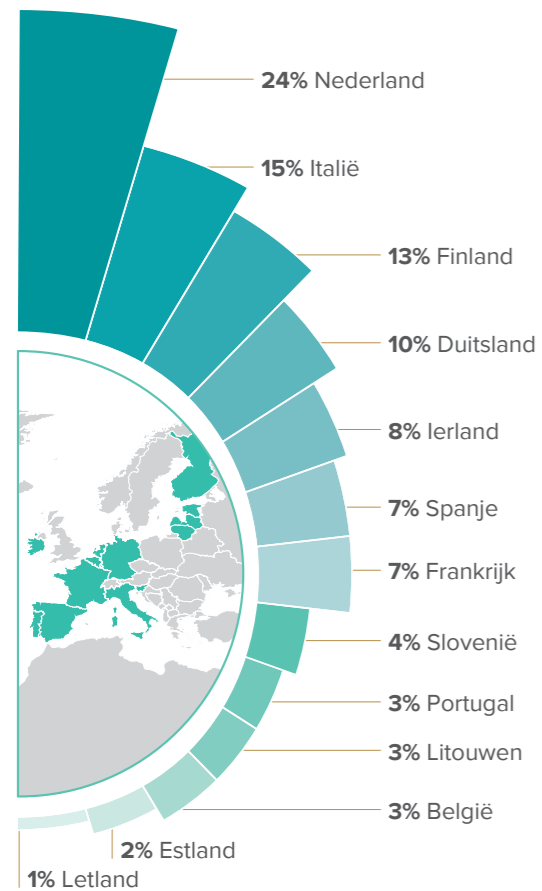 24% Nederland
15% Italië
13% Finland
10% Duitsland
8% Ierland
7% Spanje
7% Frankrijk
4% Slovenië
3% Portugal
3% Litouwen
3% België
2% Estland
1% Letland